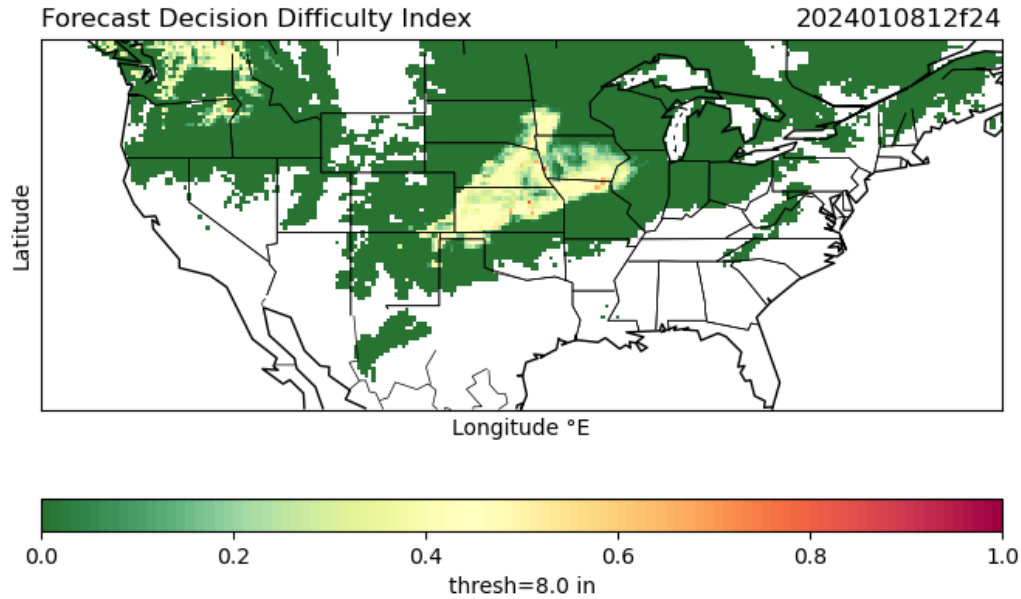 Forecast Decision Difficulty Index 2024010812f24
Latitude
Longitude °E
0.0 0.2 0.4 0.6 0.8 1.0
thresh=8.0 in